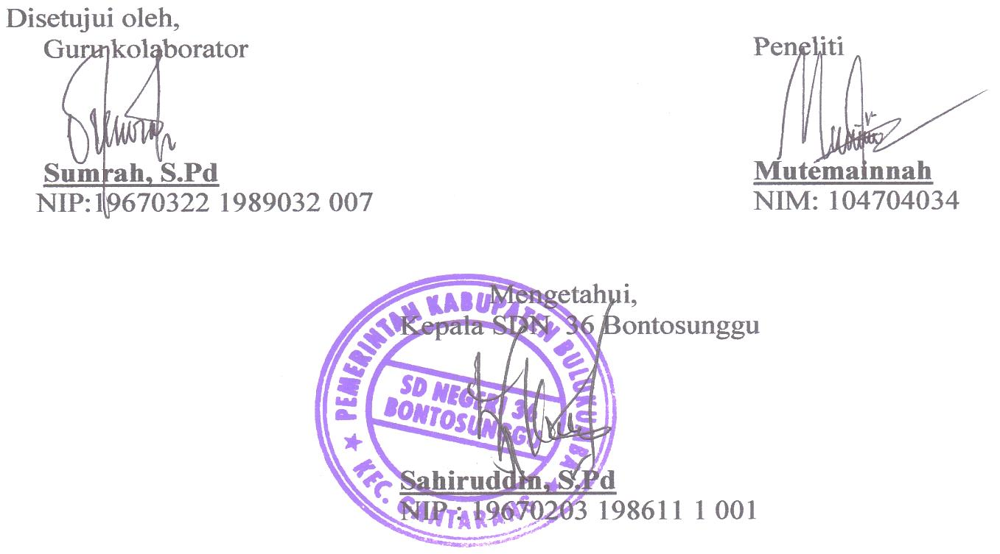 Disetujui oleh,
Guru kolaborator
Sumrah, S.Pd
NIP:19670322 1989032 007
Peneliti
Mutemainnah
NIM: 104704034
Mengetahui,
Kepala SDN 36 Bontosunggu
PEMERINTAH KABUPATEN BULUKUMBA
SD NEGERI 36
BONTOSUNGGU
KEC. GANTARANG
Sahiruddin, S.Pd
NIP : 19670203 198611 1 001